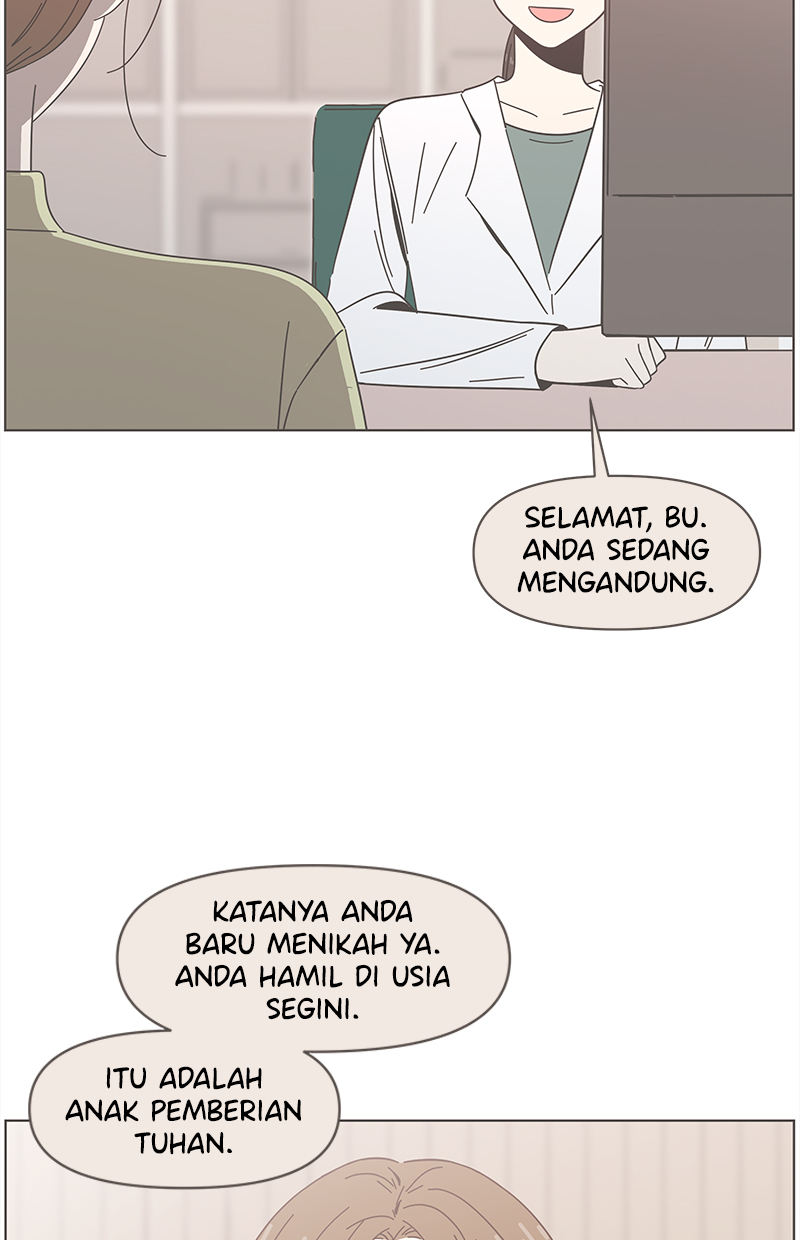 SELAMAT, BU.
ANDA SEDANG
MENGANDUNG.
KATANYA ANDA
BARU MENIKAH YA.
ANDA HAMIL DI USIA
SEGINI.
ITU ADALAH
ANAK PEMBERIAN
TUHAN.